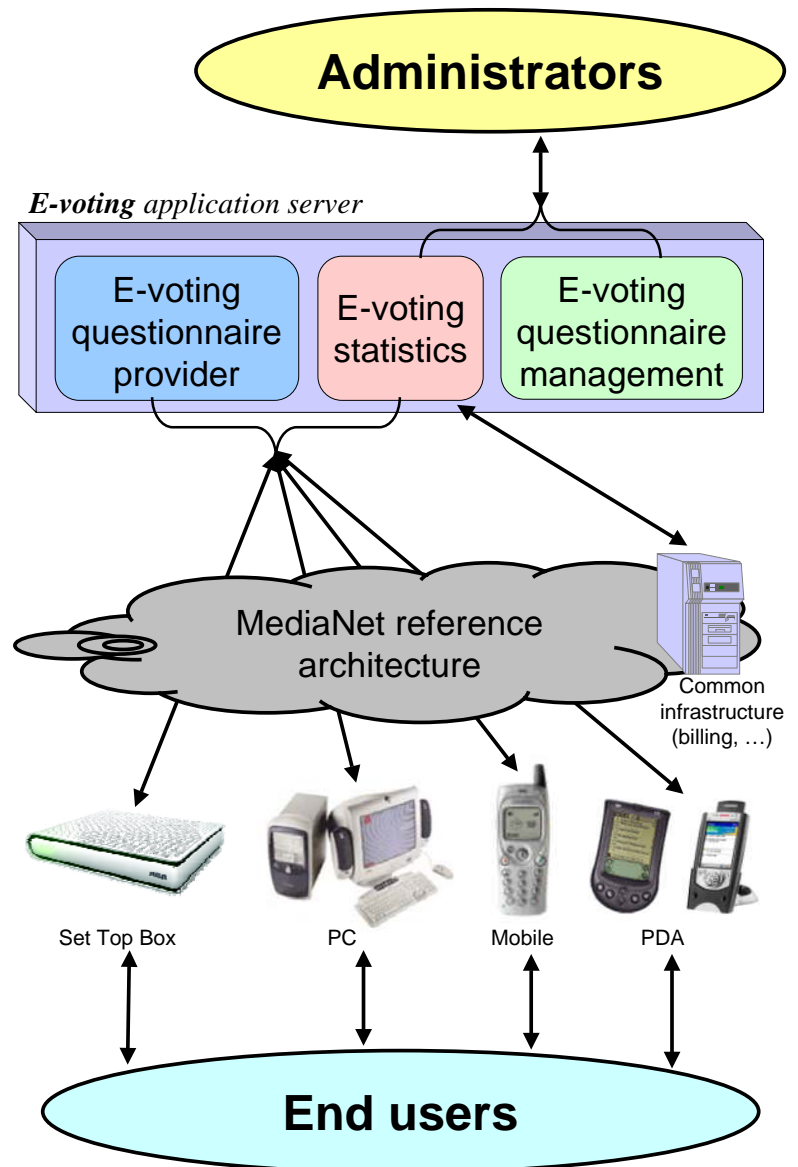 Administrators
E-voting application server
E-voting
questionnaire
provider
E-voting
statistics
E-voting
questionnaire
management
MediaNet reference
architecture
Common
infrastructure
(billing, …)
RCA
Set Top Box
PC
Mobile
PDA
End users